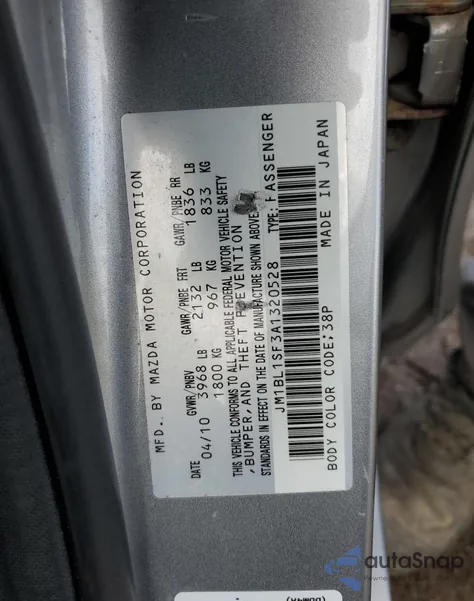 MFD. BY MAZDA MOTOR CORPORATION
DATE GVWR/PNBV GAWR/PNBE FRT GAWR/PNBE RR
04/10 3968 LB 2132 LB 1836 LB
1800 KG 967 KG 833 KG
THIS VEHICLE CONFORMS TO ALL APPLICABLE FEDERAL MOTOR VEHICLE SAFETY
,BUMPER,AND THEFT PREVENTION
STANDARDS IN EFFECT ON THE DATE OF MANUFACTURE SHOWN ABOVE
JM1BL1SF3A1320528 TYPE: PASSENGER
BODY COLOR CODE;38P MADE IN JAPAN
autoSnap